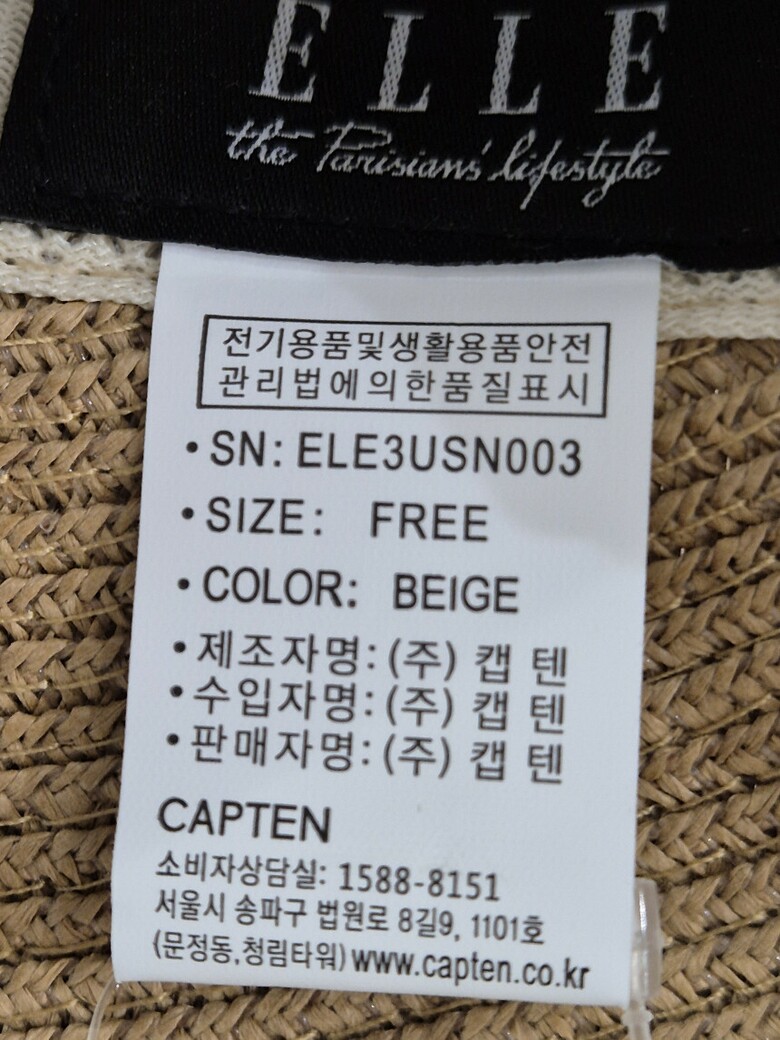 ELLE
the Parisians' lifestyle
전기용품및생활용품안전
관리법에의한품질표시
•SN: ELE3USN003
•SIZE: FREE
•COLOR: BEIGE
•제조자명: (주) 캡 텐
•수입자명: (주) 캡 텐
•판매자명: (주) 캡 텐
CAPTEN
소비자상담실: 1588-8151
서울시 송파구 법원로 8길9, 1101호
(문정동,청림타워) www.capten.co.kr